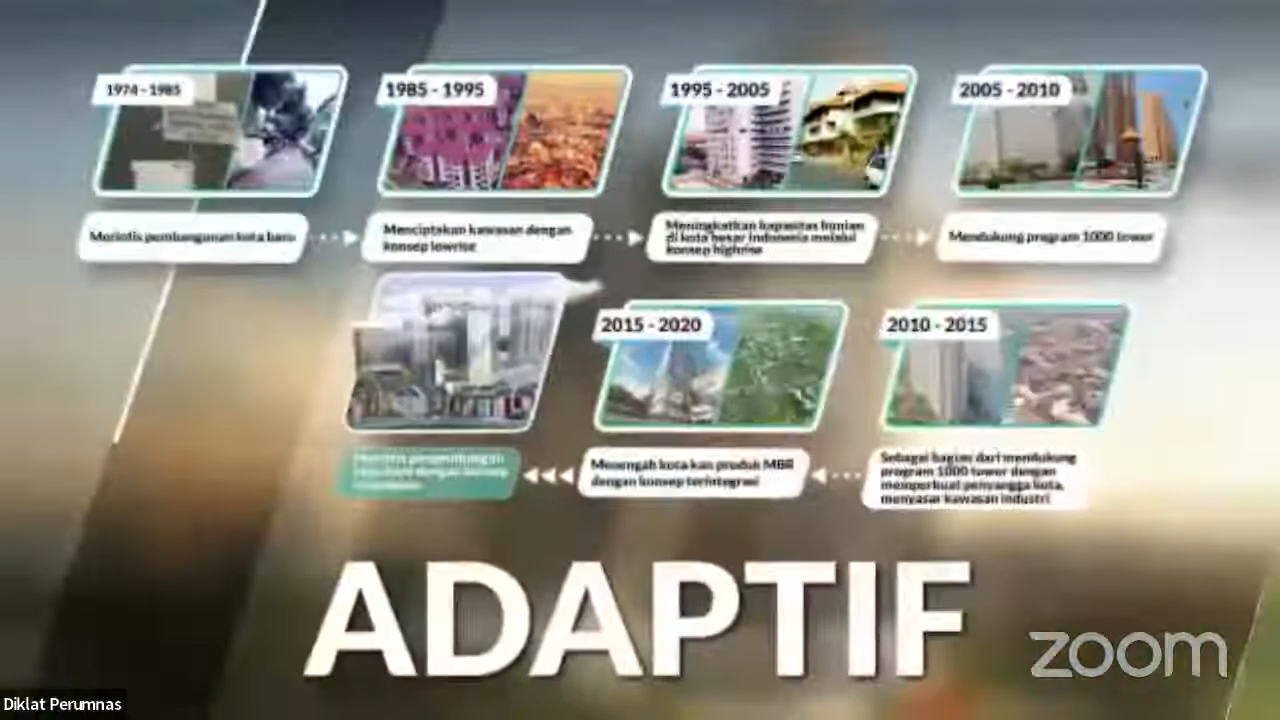 1974 - 1985
1985 - 1995
1995 - 2005
2005 - 2010
Merintis pembangunan kota baru
Menciptakan kawasan dengan
konsep lowrise
Meningkatkan kapasitas hunian
di kota besar Indonesia melalui
konsep highrise
Mendukung program 1000 tower
2015 - 2020
2010 - 2015
Menengah kota kan produk MBR
dengan konsep terintegrasi
Sebagai bagian dari mendukung
program 1000 tower dengan
memperkuat penyangga kota,
menyasar kawasan industri
ADAPTIF
zoom
Diklat Perumnas